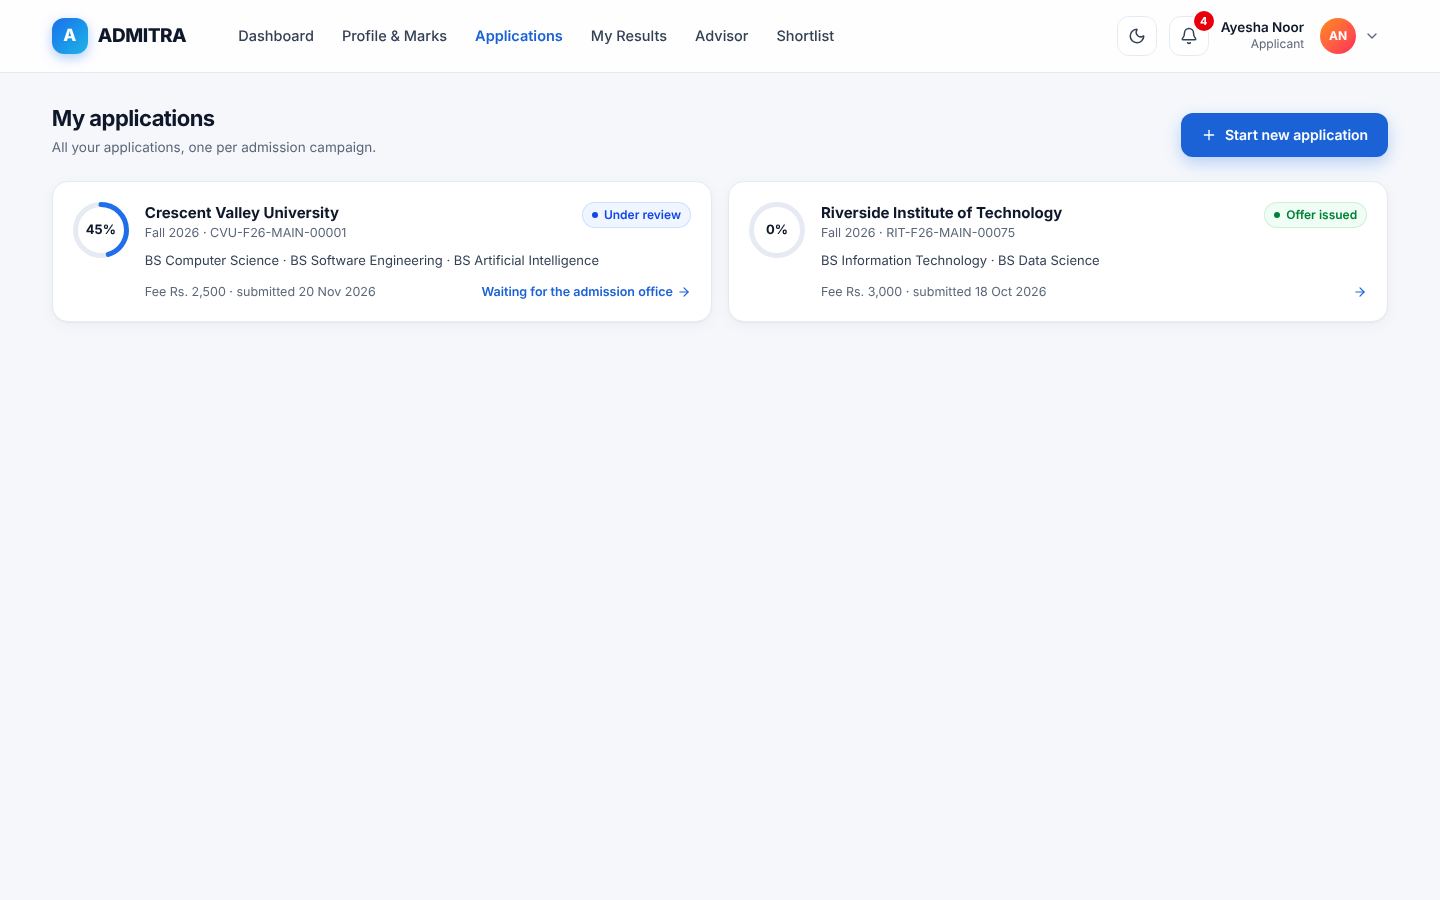 A ADMITRA Dashboard Profile & Marks Applications My Results Advisor Shortlist 4 Ayesha Noor AN
Applicant
My applications
All your applications, one per admission campaign.
Start new application
45% Crescent Valley University Under review
Fall 2026 · CVU-F26-MAIN-00001
BS Computer Science · BS Software Engineering · BS Artificial Intelligence
Fee Rs. 2,500 · submitted 20 Nov 2026 Waiting for the admission office →
0% Riverside Institute of Technology Offer issued
Fall 2026 · RIT-F26-MAIN-00075
BS Information Technology · BS Data Science
Fee Rs. 3,000 · submitted 18 Oct 2026 →